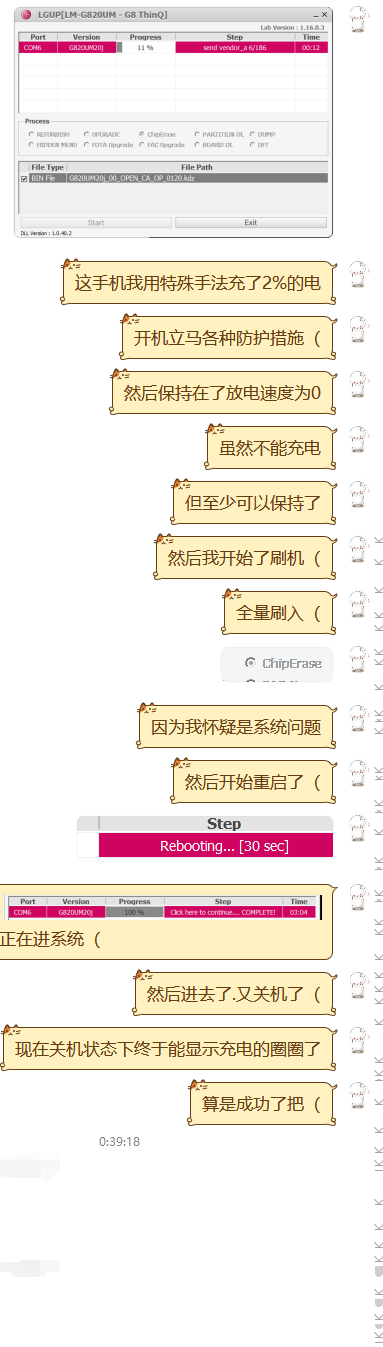 LGUP[LM-G820UM - G8 ThinQ]
Lab Version : 1.16.0.3
Port Version Progress Step Time
COM6 G820UM20j 11 % send vendor_a 6/186 00:12
Process
REFURBISH UPGRADE ChipErase PARTITION DL DUMP
HIDDEN MENU FOTA Upgrade FAC Upgrade BOARD DL DFT
File Type File Path
BIN File G820UM20j_00_OPEN_CA_OP_0120.kdz
Start Exit
DLL Version : 1.0.40.2
这手机我用特殊手法充了2%的电
开机立马各种防护措施（
然后保持在了放电速度为0
虽然不能充电
但至少可以保持了
然后我开始了刷机（
全量刷入（
ChipErase
因为我怀疑是系统问题
然后开始重启了（
Step
Rebooting... [30 sec]
Port Version Progress Step Time
COM6 G820UM20j 100 % Click here to continue.... COMPLETE! 03:04
正在进系统（
然后进去了.又关机了（
现在关机状态下终于能显示充电的圈圈了
算是成功了把（
0:39:18